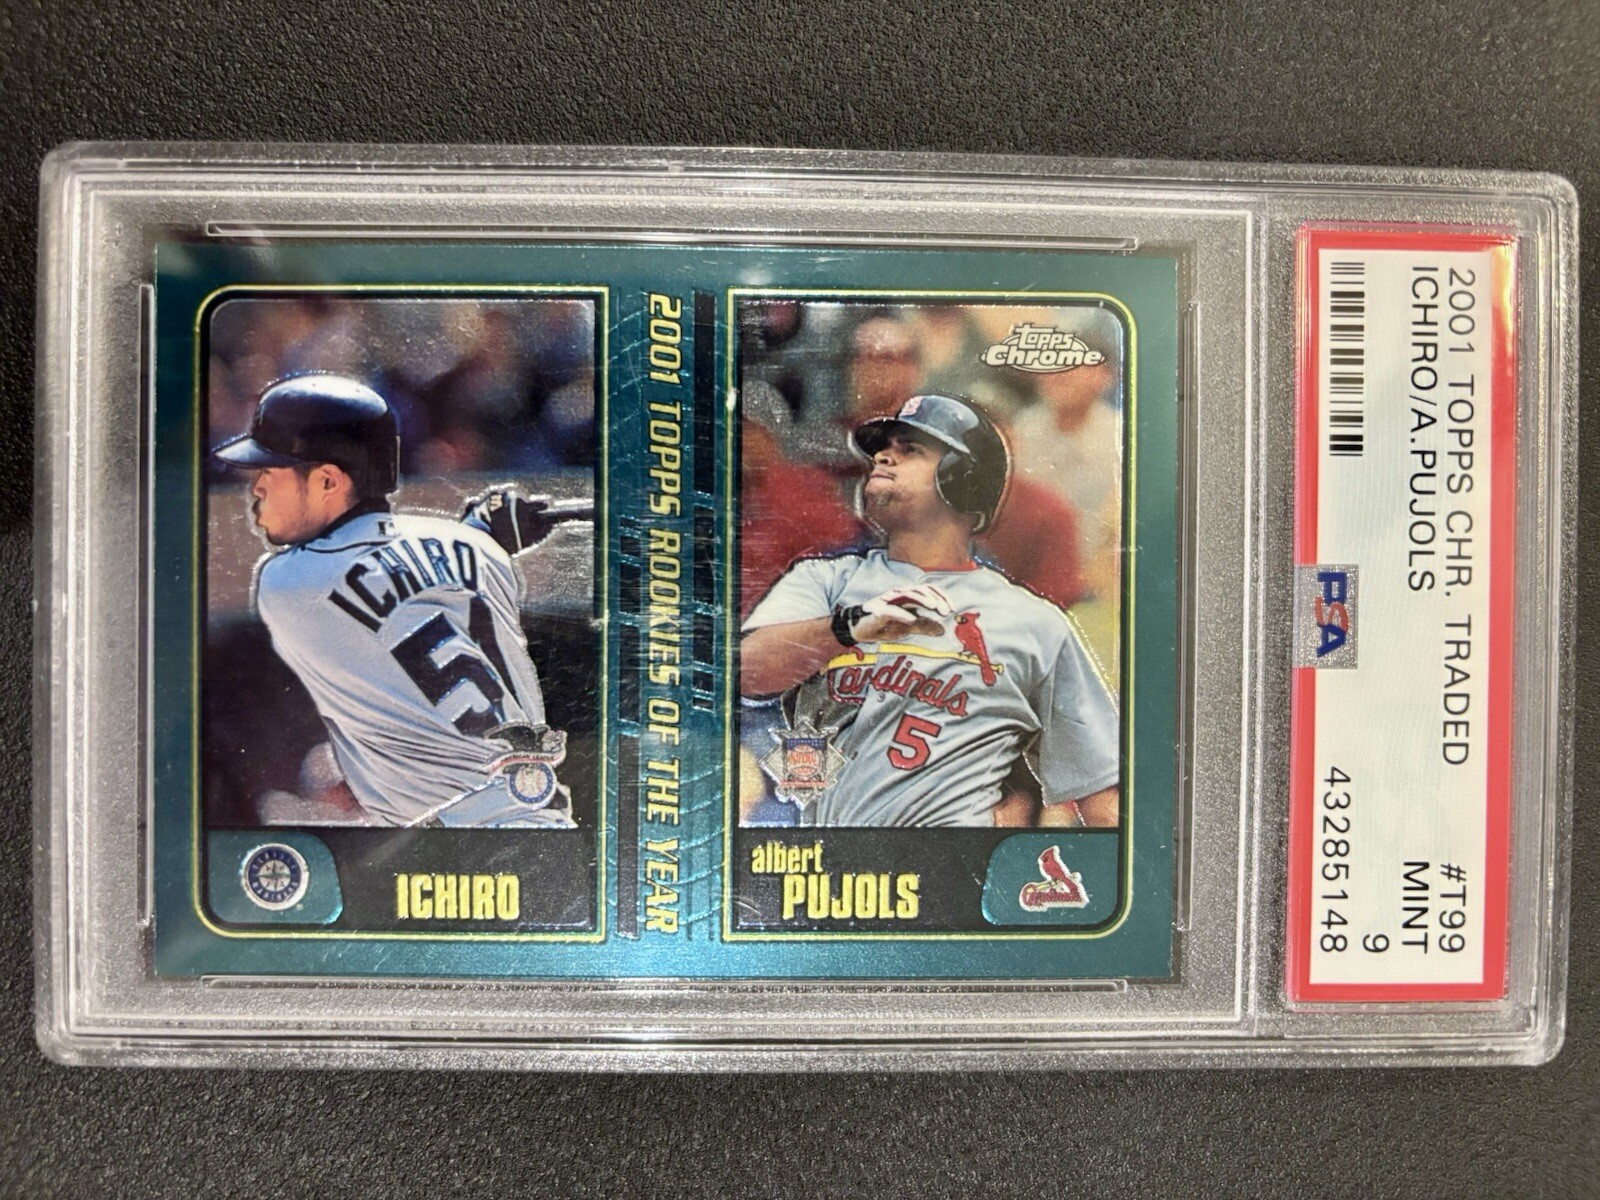 2001 TOPPS CHR. TRADED #T99
ICHIRO/A.PUJOLS MINT
9
PSA 43285148
2001 TOPPS ROOKIES OF THE YEAR
ICHIRO
51
ICHIRO
topps
Chrome
Cardinals
5
albert
PUJOLS